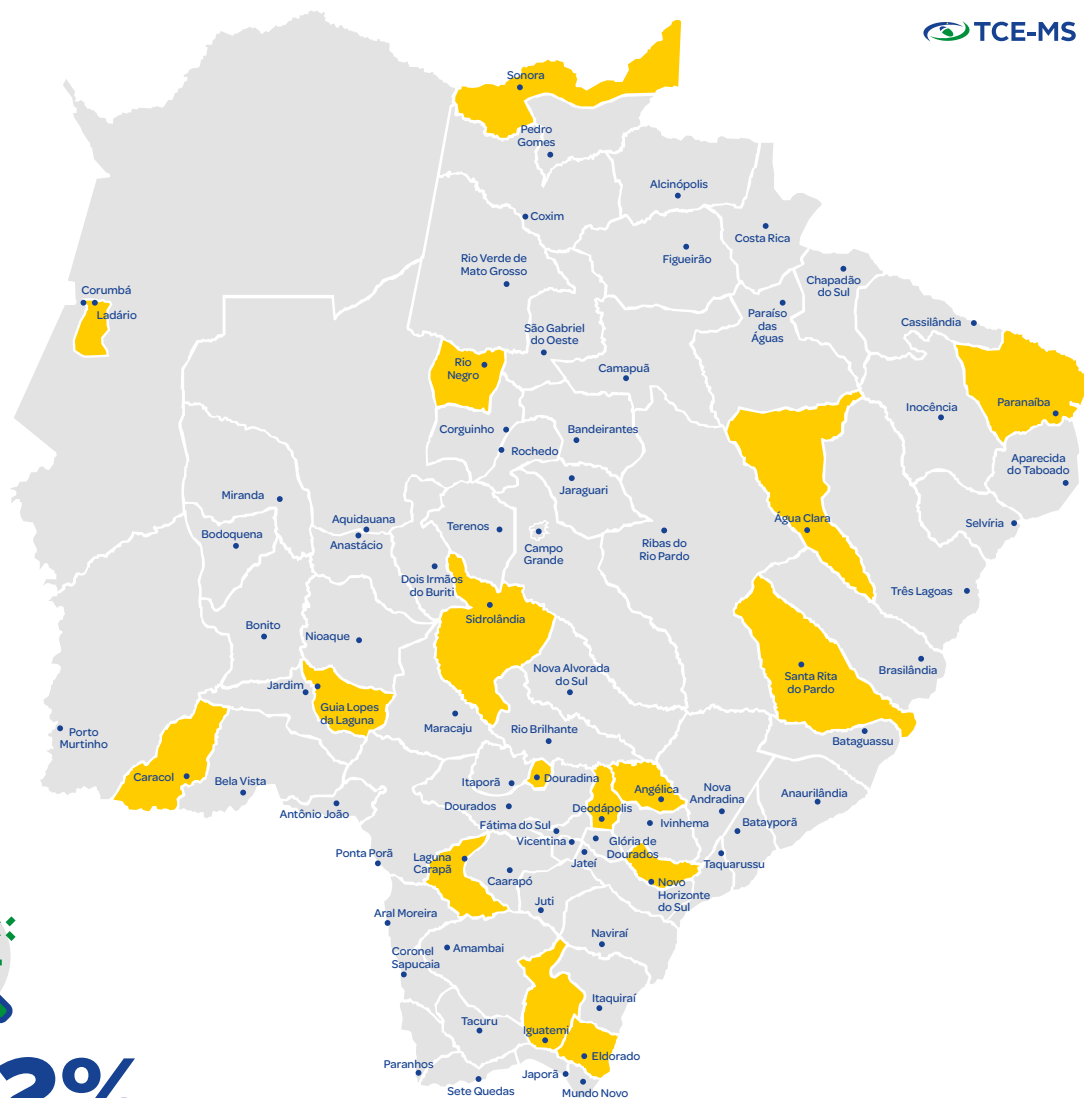 TCE-MS
Sonora
Pedro
Gomes
Alcinópolis
Coxim
Costa Rica
Rio Verde de
Mato Grosso
Figueirão
Chapadão
do Sul
Corumbá
Ladário
Paraíso
das
Águas
Cassilândia
São Gabriel
do Oeste
Rio
Negro
Camapuã
Paranaíba
Inocência
Corguinho
Bandeirantes
Rochedo
Aparecida
do Taboado
Jaraguari
Miranda
Aquidauana
Anastácio
Terenos
Água Clara
Selvíria
Bodoquena
Campo
Grande
Ribas do
Rio Pardo
Dois Irmãos
do Buriti
Três Lagoas
Sidrolândia
Bonito
Nioaque
Nova Alvorada
do Sul
Santa Rita
do Pardo
Brasilândia
Jardim
Guia Lopes
da Laguna
Porto
Murtinho
Maracaju
Rio Brilhante
Bataguassu
Caracol
Bela Vista
Itaporã
Douradina
Angélica
Nova
Andradina
Anaurilândia
Antônio João
Dourados
Deodápolis
Fátima do Sul
Ivinhema
Batayporã
Vicentina
Glória de
Dourados
Ponta Porã
Laguna
Carapã
Jateí
Taquarussu
Caarapó
Novo
Horizonte
do Sul
Juti
Aral Moreira
Naviraí
Amambai
Coronel
Sapucaia
Itaquiraí
Tacuru
Iguatemi
Eldorado
Paranhos
Japorã
Sete Quedas
Mundo Novo